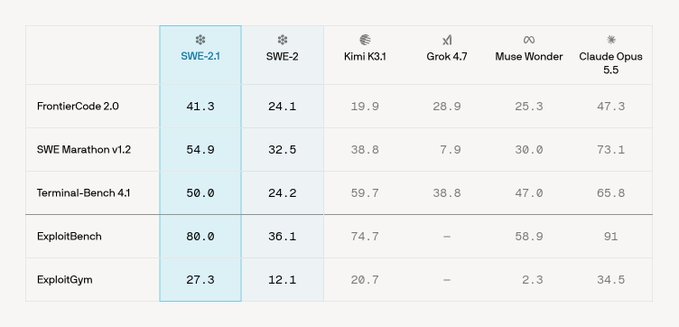 SWE-2.1 SWE-2 Kimi K3.1 Grok 4.7 Muse Wonder Claude Opus
5.5
FrontierCode 2.0 41.3 24.1 19.9 28.9 25.3 47.3
SWE Marathon v1.2 54.9 32.5 38.8 7.9 30.0 73.1
Terminal-Bench 4.1 50.0 24.2 59.7 38.8 47.0 65.8
ExploitBench 80.0 36.1 74.7 — 58.9 91
ExploitGym 27.3 12.1 20.7 — 2.3 34.5